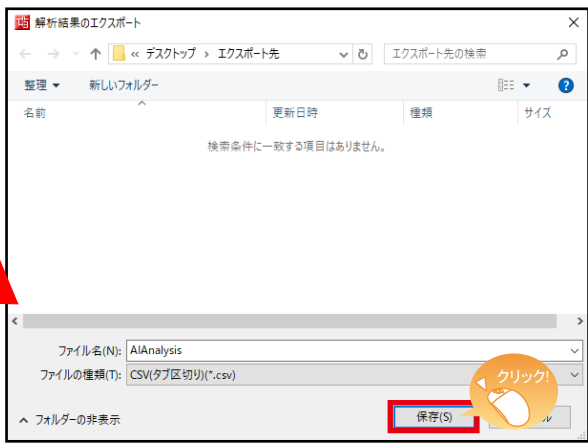 解析結果のエクスポート
« デスクトップ › エクスポート先
エクスポート先の検索
整理 新しいフォルダー
名前 更新日時 種類 サイズ
検索条件に一致する項目はありません。
ファイル名(N): AIAnalysis
ファイルの種類(T): CSV(タブ区切り)(*.csv)
クリック!
フォルダーの非表示
保存(S)